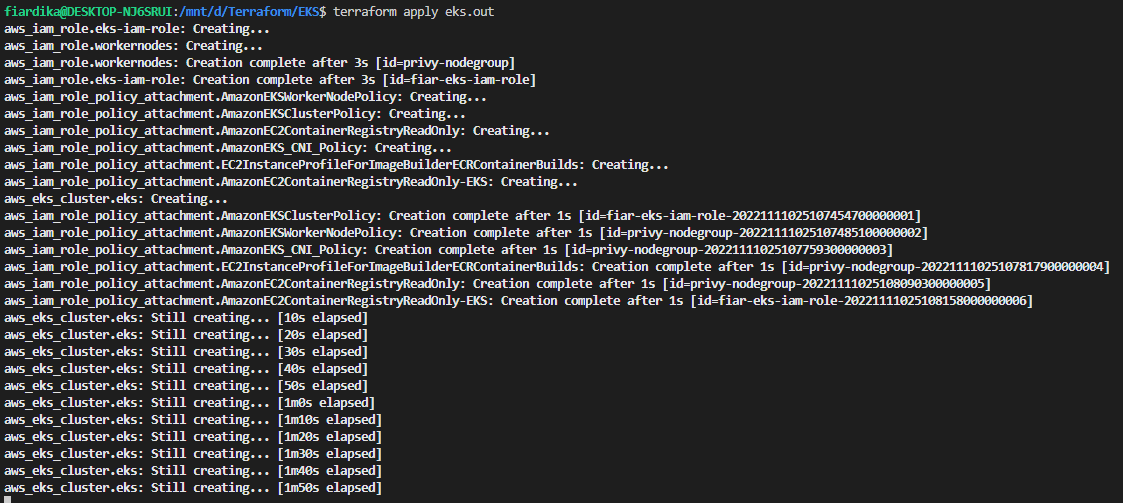 fiardika@DESKTOP-NJ6SRUI:/mnt/d/Terraform/EKS$ terraform apply eks.out
aws_iam_role.eks-iam-role: Creating...
aws_iam_role.workernodes: Creating...
aws_iam_role.workernodes: Creation complete after 3s [id=privy-nodegroup]
aws_iam_role.eks-iam-role: Creation complete after 3s [id=fiar-eks-iam-role]
aws_iam_role_policy_attachment.AmazonEKSWorkerNodePolicy: Creating...
aws_iam_role_policy_attachment.AmazonEKSClusterPolicy: Creating...
aws_iam_role_policy_attachment.AmazonEC2ContainerRegistryReadOnly: Creating...
aws_iam_role_policy_attachment.AmazonEKS_CNI_Policy: Creating...
aws_iam_role_policy_attachment.EC2InstanceProfileForImageBuilderECRContainerBuilds: Creating...
aws_iam_role_policy_attachment.AmazonEC2ContainerRegistryReadOnly-EKS: Creating...
aws_eks_cluster.eks: Creating...
aws_iam_role_policy_attachment.AmazonEKSClusterPolicy: Creation complete after 1s [id=fiar-eks-iam-role-20221111025107454700000001]
aws_iam_role_policy_attachment.AmazonEKSWorkerNodePolicy: Creation complete after 1s [id=privy-nodegroup-20221111025107485100000002]
aws_iam_role_policy_attachment.AmazonEKS_CNI_Policy: Creation complete after 1s [id=privy-nodegroup-20221111025107759300000003]
aws_iam_role_policy_attachment.EC2InstanceProfileForImageBuilderECRContainerBuilds: Creation complete after 1s [id=privy-nodegroup-20221111025107817900000004]
aws_iam_role_policy_attachment.AmazonEC2ContainerRegistryReadOnly: Creation complete after 1s [id=privy-nodegroup-20221111025108090300000005]
aws_iam_role_policy_attachment.AmazonEC2ContainerRegistryReadOnly-EKS: Creation complete after 1s [id=fiar-eks-iam-role-20221111025108158000000006]
aws_eks_cluster.eks: Still creating... [10s elapsed]
aws_eks_cluster.eks: Still creating... [20s elapsed]
aws_eks_cluster.eks: Still creating... [30s elapsed]
aws_eks_cluster.eks: Still creating... [40s elapsed]
aws_eks_cluster.eks: Still creating... [50s elapsed]
aws_eks_cluster.eks: Still creating... [1m0s elapsed]
aws_eks_cluster.eks: Still creating... [1m10s elapsed]
aws_eks_cluster.eks: Still creating... [1m20s elapsed]
aws_eks_cluster.eks: Still creating... [1m30s elapsed]
aws_eks_cluster.eks: Still creating... [1m40s elapsed]
aws_eks_cluster.eks: Still creating... [1m50s elapsed]